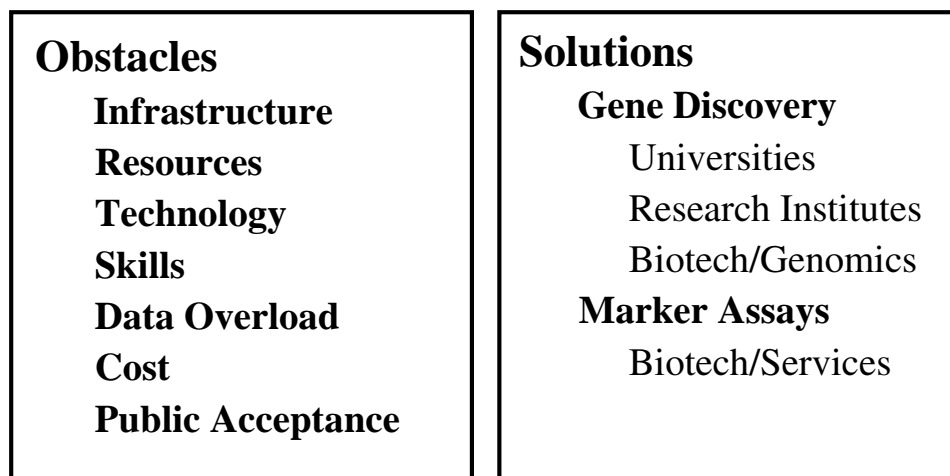 Obstacles
Infrastructure
Resources
Technology
Skills
Data Overload
Cost
Public Acceptance
Solutions
Gene Discovery
Universities
Research Institutes
Biotech/Genomics
Marker Assays
Biotech/Services